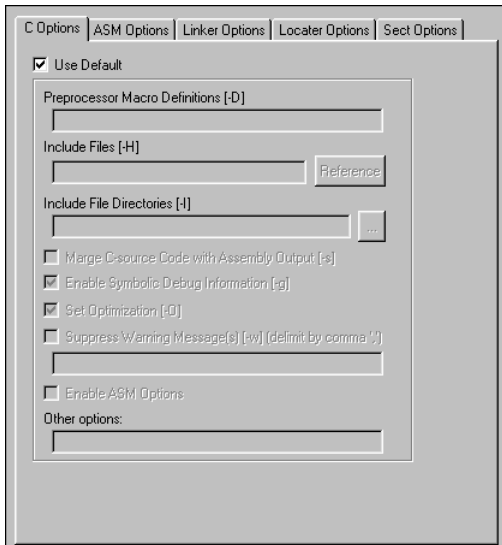 C Options ASM Options Linker Options Locater Options Sect Options
Use Default
Preprocessor Macro Definitions [-D]
Include Files [-H]
Reference
Include File Directories [-I]
...
Marge C-source Code with Assembly Output [-s]
Enable Symbolic Debug Information [-g]
Set Optimization [-O]
Suppress Warning Message(s) [-w] (delimit by comma ',')
Enable ASM Options
Other options: